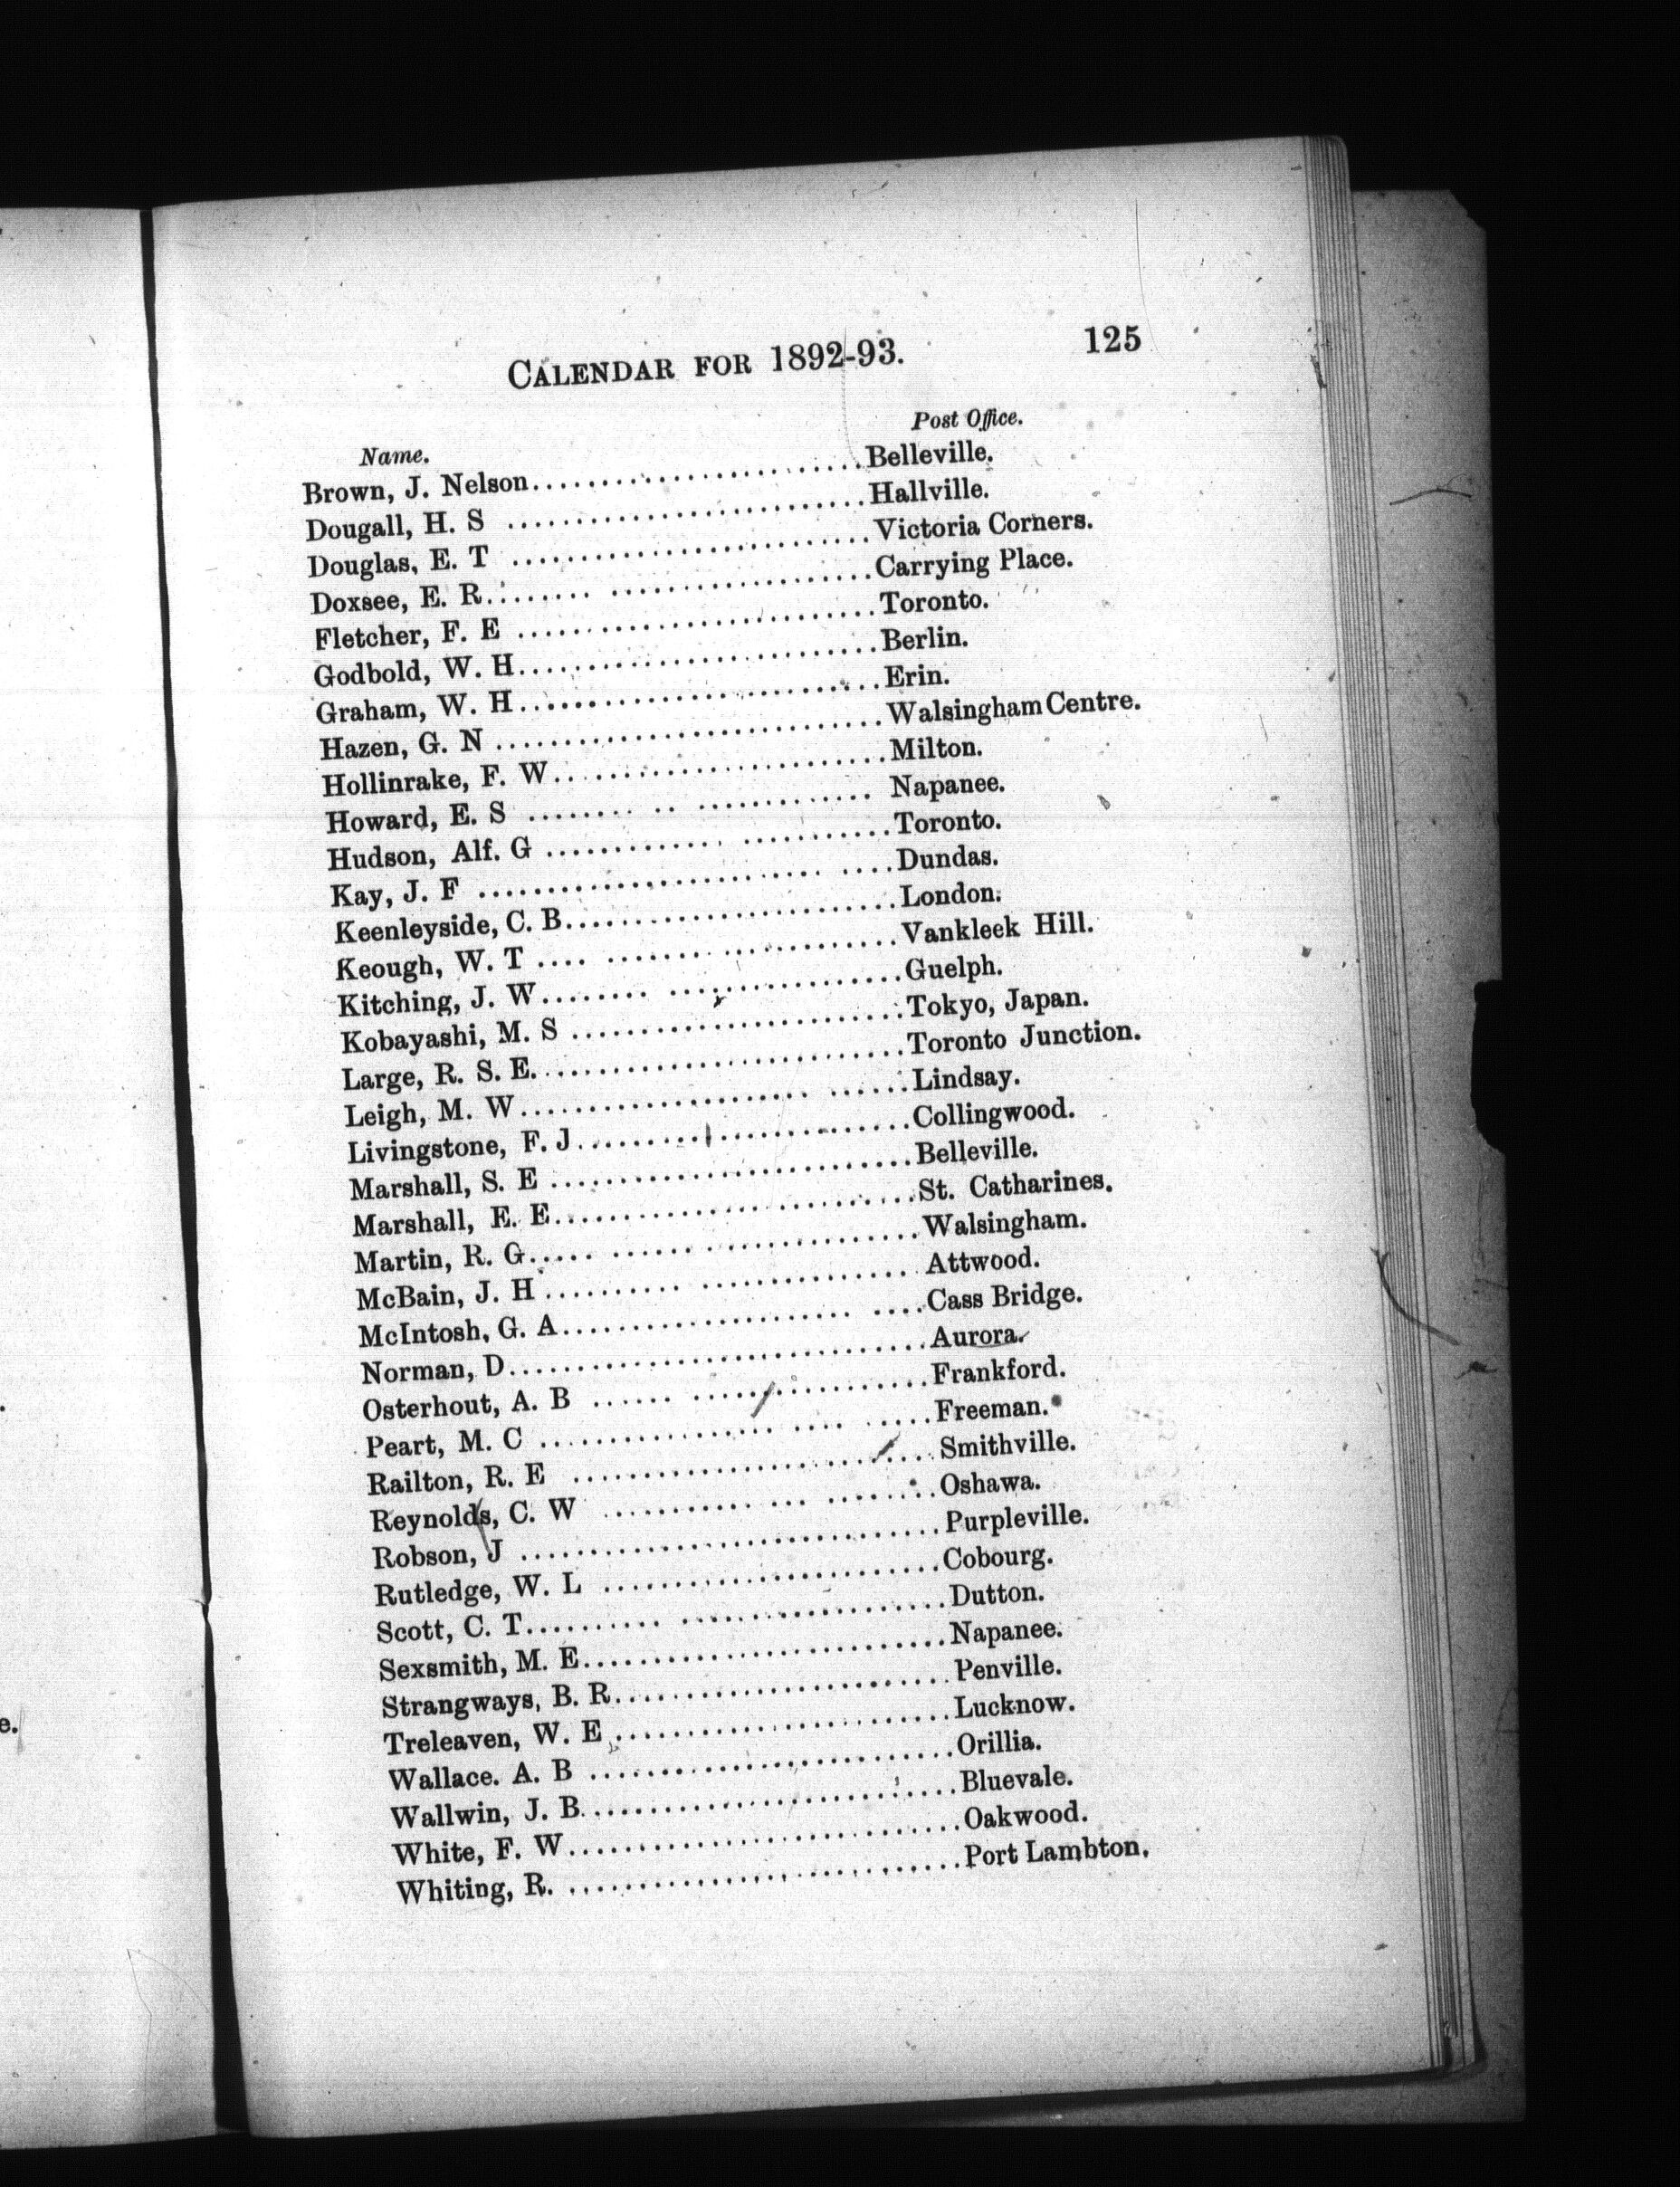 e.
CALENDAR FOR 1892-93. 125
Name. Post Office.
Brown, J. Nelson........................Belleville.
Dougall, H. S ........................Hallville.
Douglas, E. T ........................Victoria Corners.
Doxsee, E. R........................Carrying Place.
Fletcher, F. E ........................Toronto.
Godbold, W. H........................Berlin.
Graham, W. H........................Erin.
Hazen, G. N ........................Walsingham Centre.
Hollinrake, F. W........................Milton.
Howard, E. S ........................ Napanee.
Hudson, Alf. G ........................Toronto.
Kay, J. F ........................Dundas.
Keenleyside, C. B........................London.
Keough, W. T ........................Vankleek Hill.
Kitching, J. W........................Guelph.
Kobayashi, M. S ........................Tokyo, Japan.
Large, R. S. E........................Toronto Junction.
Leigh, M. W........................Lindsay.
Livingstone, F. J........................Collingwood.
Marshall, S. E ........................Belleville.
Marshall, E. E........................St. Catharines.
Martin, R. G........................Walsingham.
McBain, J. H ........................ Attwood.
McIntosh, G. A........................Cass Bridge.
Norman, D........................Aurora.
Osterhout, A. B ........................Frankford.
Peart, M. C ........................Freeman.
Railton, R. E ........................Smithville.
Reynolds, C. W ........................Oshawa.
Robson, J ........................Purpleville.
Rutledge, W. L ........................Cobourg.
Scott, C. T........................Dutton.
Sexsmith, M. E........................Napanee.
Strangways, B. R........................Penville.
Treleaven, W. E ........................Lucknow.
Wallace. A. B ........................Orillia.
Wallwin, J. B........................Bluevale.
White, F. W........................Oakwood.
Whiting, R. ........................Port Lambton.